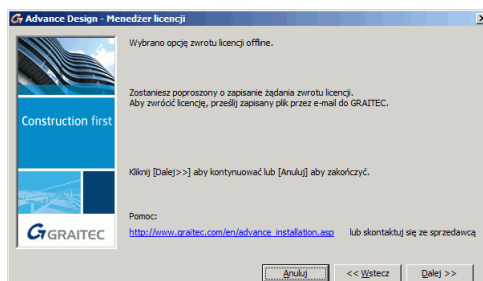 Advance Design - Menedżer licencji
Wybrano opcję zwrotu licencji offline.
Zostaniesz poproszony o zapisanie żądania zwrotu licencji.
Aby zwrócić licencję, prześlij zapisany plik przez e-mail do GRAITEC.
Construction first
Kliknij [Dalej>>] aby kontynuować lub [Anuluj] aby zakończyć.
Pomoc:
http://www.graitec.com/en/advance_installation.asp lub skontaktuj się ze sprzedawcą
GRAITEC
Anuluj << Wstecz Dalej >>